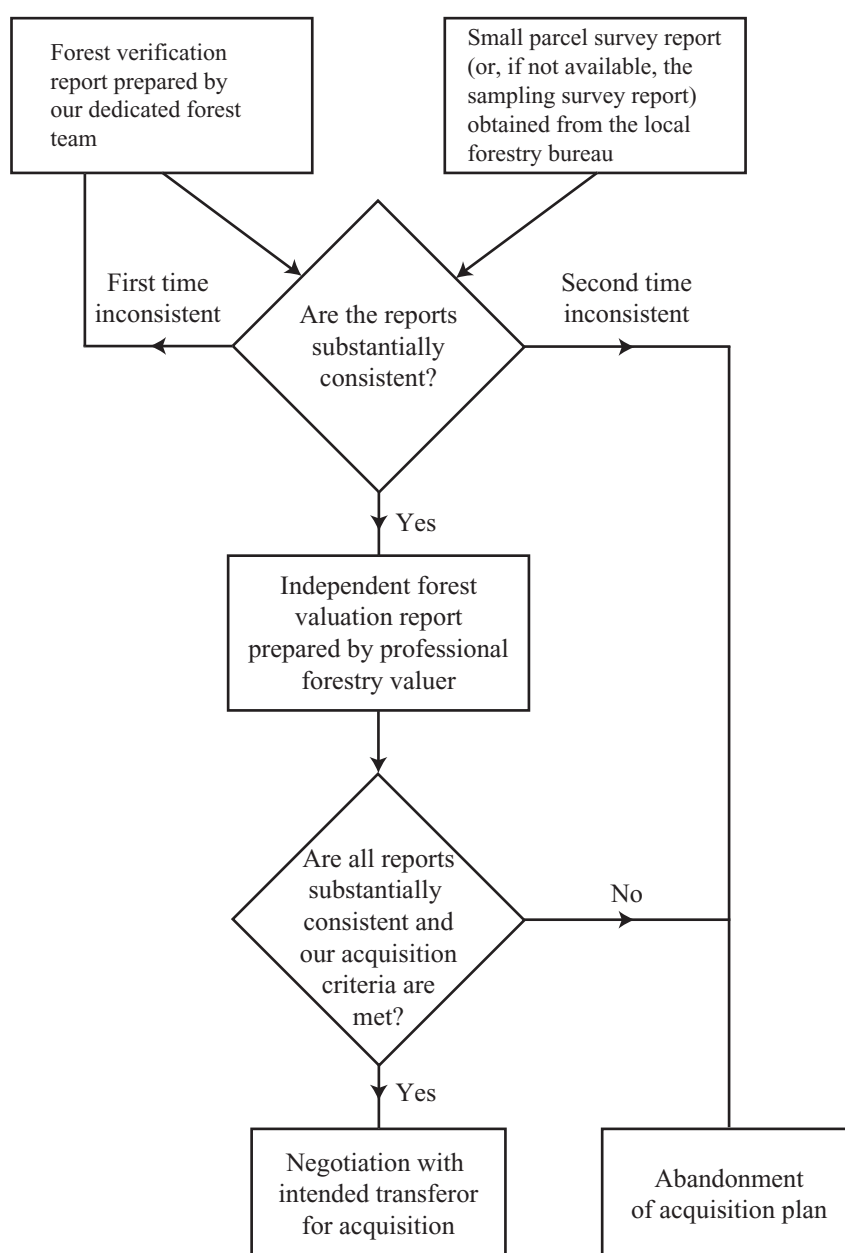 Forest verification
report prepared by
our dedicated forest
team
Small parcel survey report
(or, if not available, the
sampling survey report)
obtained from the local
forestry bureau
First time
inconsistent
Are the reports
substantially
consistent?
Second time
inconsistent
Yes
Independent forest
valuation report
prepared by professional
forestry valuer
Are all reports
substantially
consistent and
our acquisition
criteria are
met?
No
Yes
Negotiation with
intended transferor
for acquisition
Abandonment
of acquisition plan